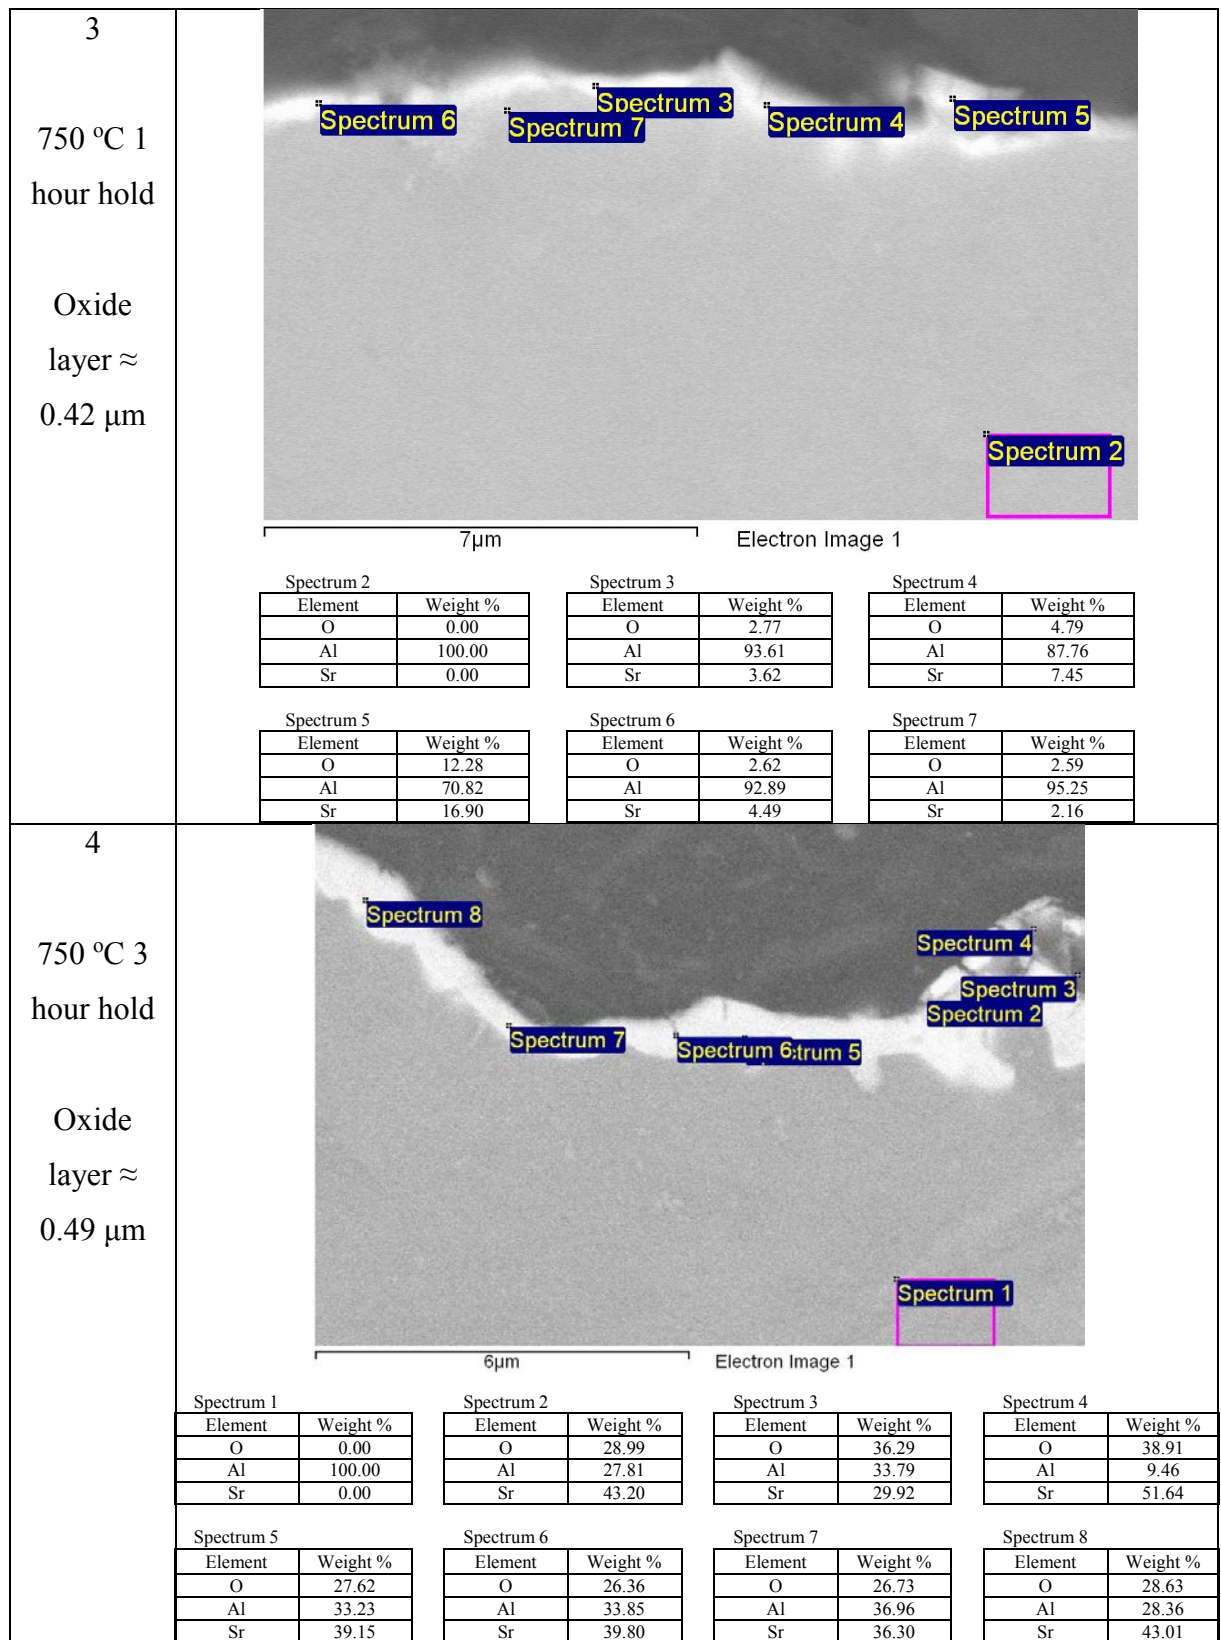 3
750 ºC 1
hour hold
Oxide
layer ≈
0.42 μm
Spectrum 6
Spectrum 7
Spectrum 3
Spectrum 4
Spectrum 5
Spectrum 2
7μm Electron Image 1
Spectrum 2 Spectrum 3 Spectrum 4
Element Weight % Element Weight % Element Weight %
O 0.00 O 2.77 O 4.79
Al 100.00 Al 93.61 Al 87.76
Sr 0.00 Sr 3.62 Sr 7.45
Spectrum 5 Spectrum 6 Spectrum 7
Element Weight % Element Weight % Element Weight %
O 12.28 O 2.62 O 2.59
Al 70.82 Al 92.89 Al 95.25
Sr 16.90 Sr 4.49 Sr 2.16
4
750 ºC 3
hour hold
Oxide
layer ≈
0.49 μm
Spectrum 8
Spectrum 4
Spectrum 3
Spectrum 2
Spectrum 7
Spectrum 6
trum 5
Spectrum 1
6μm Electron Image 1
Spectrum 1 Spectrum 2 Spectrum 3 Spectrum 4
Element Weight % Element Weight % Element Weight % Element Weight %
O 0.00 O 28.99 O 36.29 O 38.91
Al 100.00 Al 27.81 Al 33.79 Al 9.46
Sr 0.00 Sr 43.20 Sr 29.92 Sr 51.64
Spectrum 5 Spectrum 6 Spectrum 7 Spectrum 8
Element Weight % Element Weight % Element Weight % Element Weight %
O 27.62 O 26.36 O 26.73 O 28.63
Al 33.23 Al 33.85 Al 36.96 Al 28.36
Sr 39.15 Sr 39.80 Sr 36.30 Sr 43.01